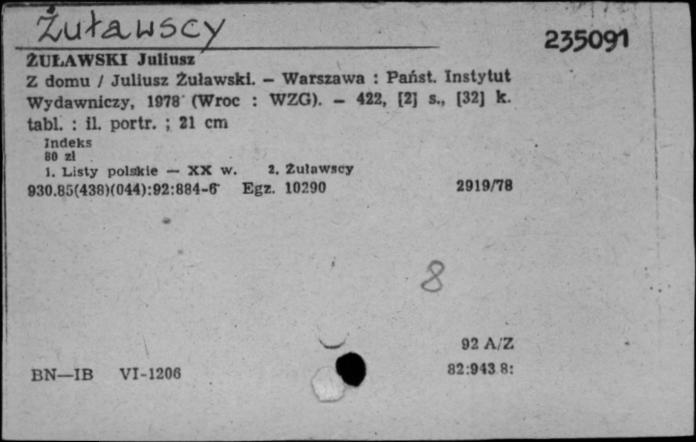 Żuławscy
235091
ŻUŁAWSKI Juliusz
Z domu / Juliusz Żuławski. — Warszawa : Państ. Instytut
Wydawniczy, 1978 (Wroc : WZG). — 422, [2] s., [32] k.
tabl. : il. portr. ; 21 cm
Indeks
80 zł
1. Listy polskie — XX w. 2. Żuławscy
930.85(438)(044):92:884-6 Egz. 10290 2919/78
8
92 A/Z
BN—IB VI-1206 82:943.8: